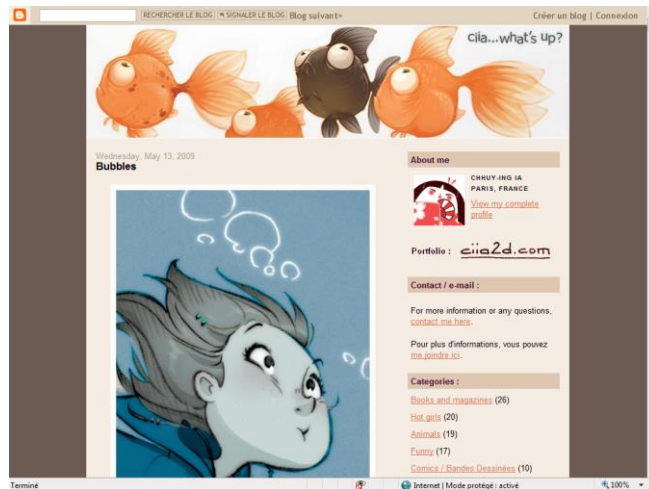 RECHERCHER LE BLOG SIGNALER LE BLOG Blog suivant» Créer un blog | Connexion
ciia...what's up?
Wednesday, May 13, 2009
Bubbles
About me
CHHUY-ING IA
PARIS, FRANCE
View my complete
profile
Portfolio : ciia2d.com
Contact / e-mail :
For more information or any questions,
contact me here.
Pour plus d'informations, vous pouvez
me joindre ici.
Categories :
Books and magazines (26)
Hot girls (20)
Animals (19)
Funny (17)
Comics / Bandes Dessinées (10)
Terminé Internet | Mode protégé : activé 100%